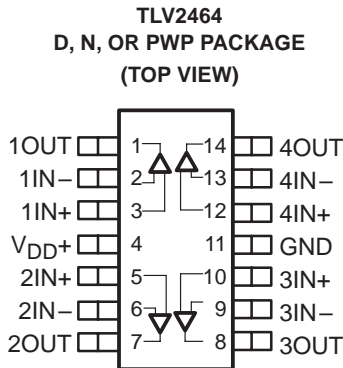 TLV2464
D, N, OR PWP PACKAGE
(TOP VIEW)
1OUT 1 14 4OUT
1IN− 2 13 4IN−
1IN+ 3 12 4IN+
VDD+ 4 11 GND
2IN+ 5 10 3IN+
2IN− 6 9 3IN−
2OUT 7 8 3OUT